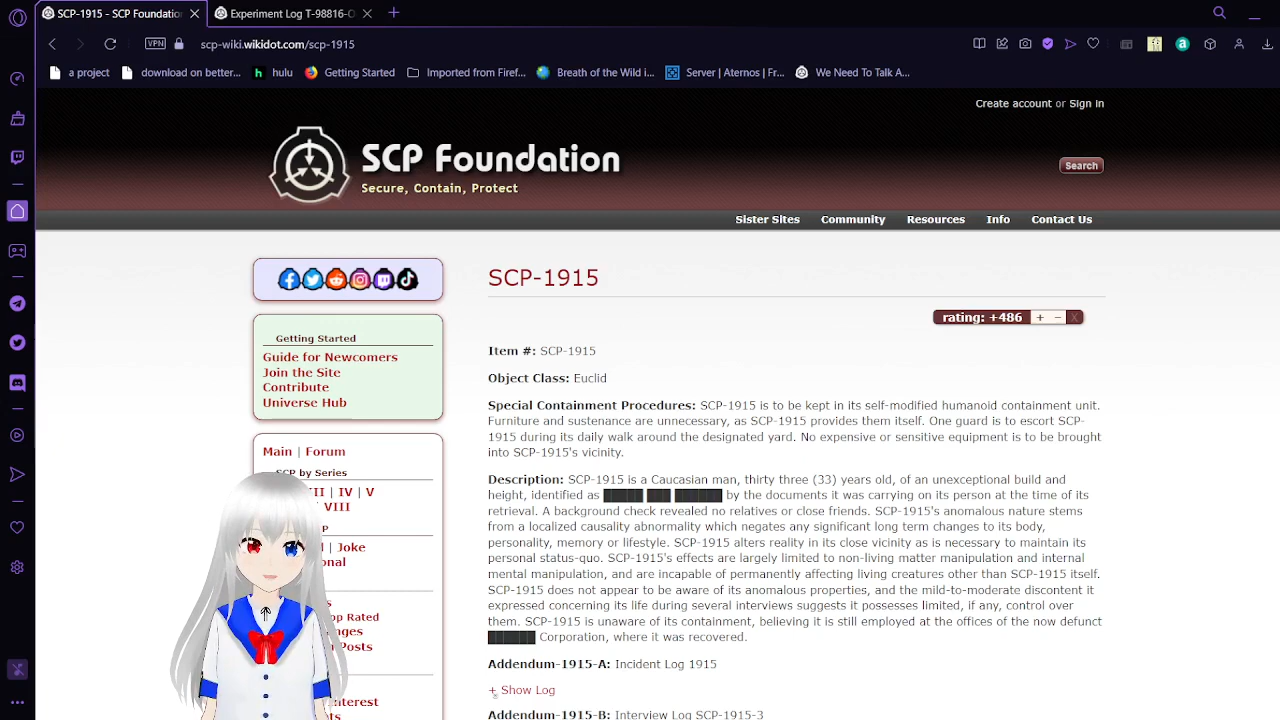 SCP-1915 - SCP Foundation
Experiment Log T-98816-O
VPN
scp-wiki.wikidot.com/scp-1915
a project
download on better...
hulu
Getting Started
Imported from Firef...
Breath of the Wild i...
Server | Aternos | Fr...
We Need To Talk A...
Create account or Sign in
SCP Foundation
Secure, Contain, Protect
Search
Sister Sites
Community
Resources
Info
Contact Us
Getting Started
Guide for Newcomers
Join the Site
Contribute
Universe Hub
Main | Forum
SCP by Series
III | IV | V
VIII
Joke
Top Rated
Posts
SCP-1915
rating: +486 + − X
Item #: SCP-1915
Object Class: Euclid
Special Containment Procedures: SCP-1915 is to be kept in its self-modified humanoid containment unit.
Furniture and sustenance are unnecessary, as SCP-1915 provides them itself. One guard is to escort SCP-
1915 during its daily walk around the designated yard. No expensive or sensitive equipment is to be brought
into SCP-1915's vicinity.
Description: SCP-1915 is a Caucasian man, thirty three (33) years old, of an unexceptional build and
height, identified as █████ ███ ██████ by the documents it was carrying on its person at the time of its
retrieval. A background check revealed no relatives or close friends. SCP-1915's anomalous nature stems
from a localized causality abnormality which negates any significant long term changes to its body,
personality, memory or lifestyle. SCP-1915 alters reality in its close vicinity as is necessary to maintain its
personal status-quo. SCP-1915's effects are largely limited to non-living matter manipulation and internal
mental manipulation, and are incapable of permanently affecting living creatures other than SCP-1915 itself.
SCP-1915 does not appear to be aware of its anomalous properties, and the mild-to-moderate discontent it
expressed concerning its life during several interviews suggests it possesses limited, if any, control over
them. SCP-1915 is unaware of its containment, believing it is still employed at the offices of the now defunct
██████ Corporation, where it was recovered.
Addendum-1915-A: Incident Log 1915
+ Show Log
Addendum-1915-B: Interview Log SCP-1915-3